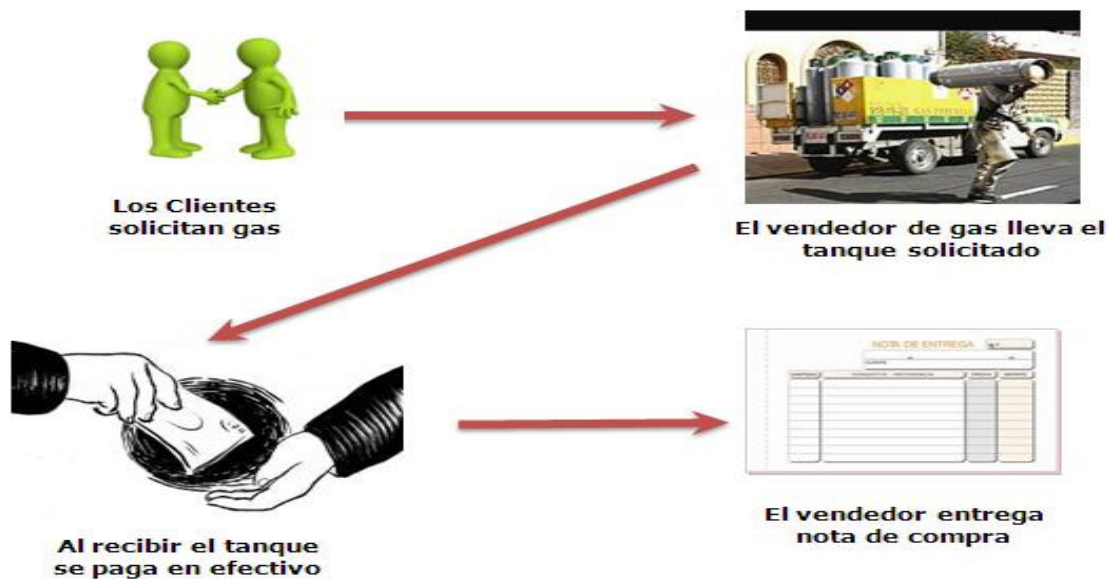 Los Clientes
solicitan gas
El vendedor de gas lleva el
tanque solicitado
Al recibir el tanque
se paga en efectivo
NOTA DE ENTREGA
El vendedor entrega
nota de compra